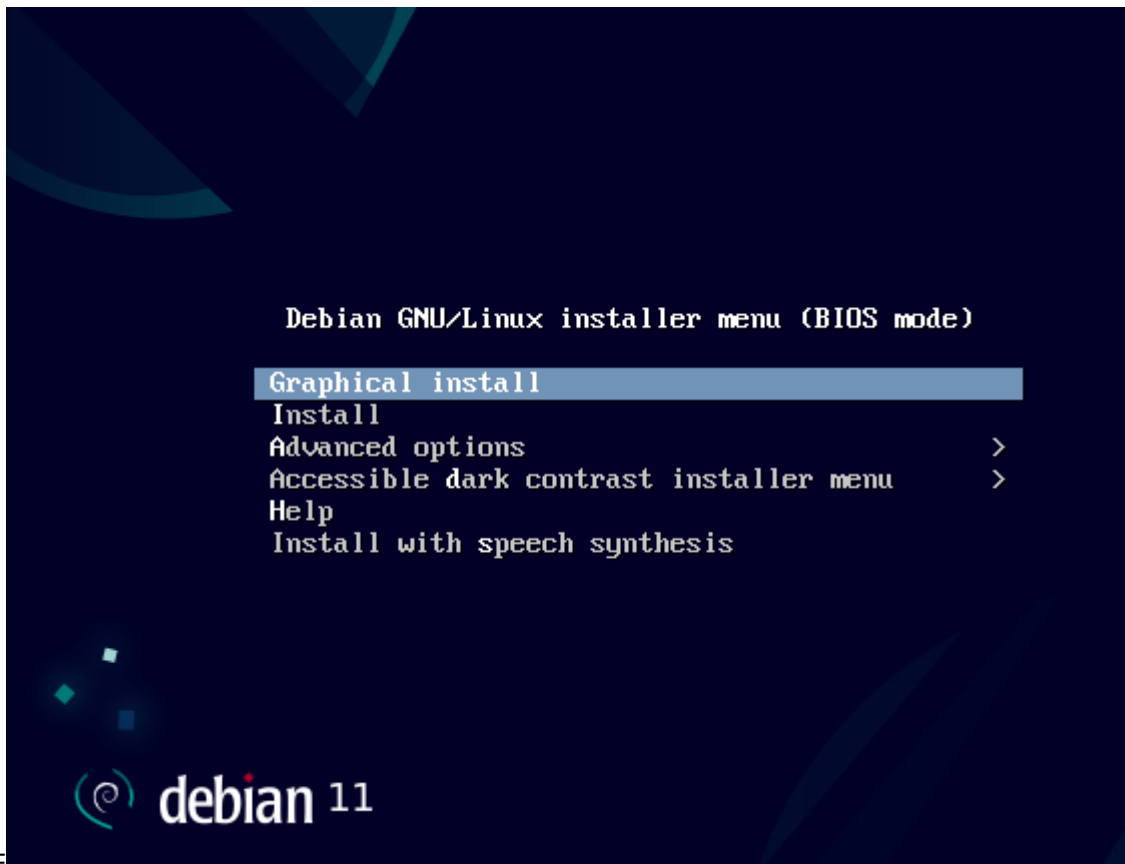 Debian GNU/Linux installer menu (BIOS mode)
Graphical install
Install
Advanced options >
Accessible dark contrast installer menu >
Help
Install with speech synthesis
debian 11